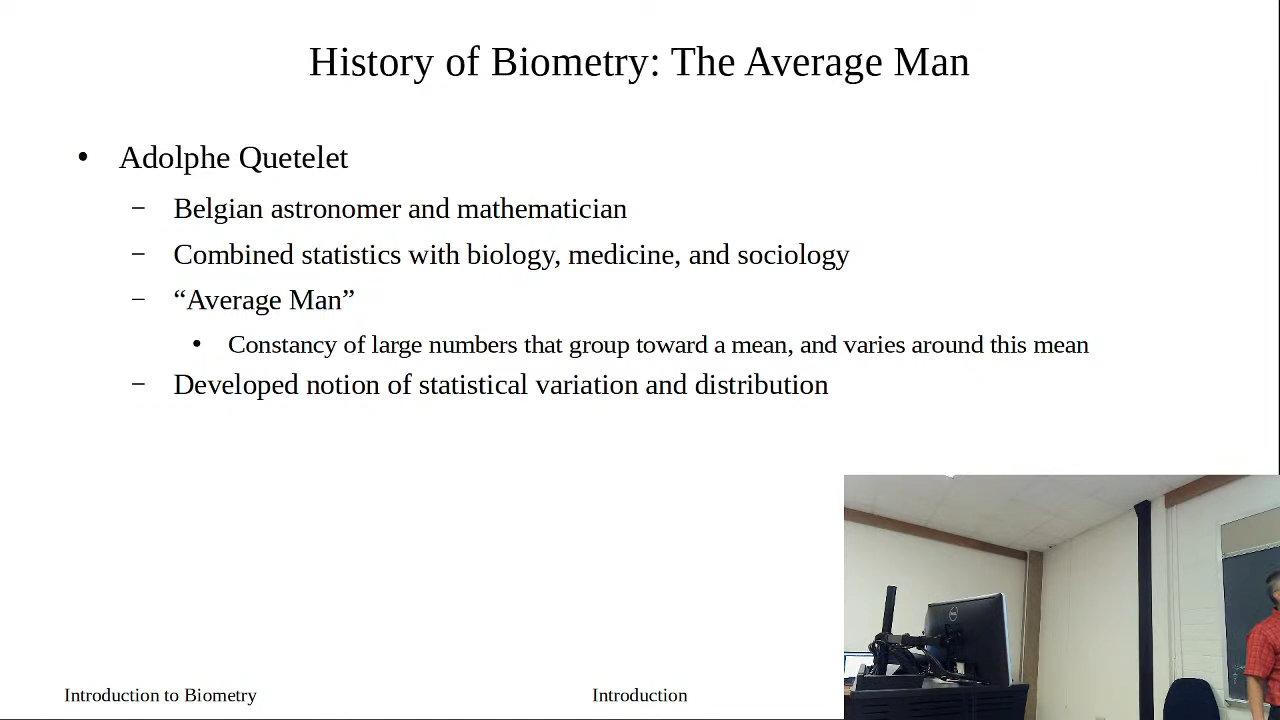 History of Biometry: The Average Man
• Adolphe Quetelet
– Belgian astronomer and mathematician
– Combined statistics with biology, medicine, and sociology
– “Average Man”
• Constancy of large numbers that group toward a mean, and varies around this mean
– Developed notion of statistical variation and distribution
Introduction to Biometry
Introduction